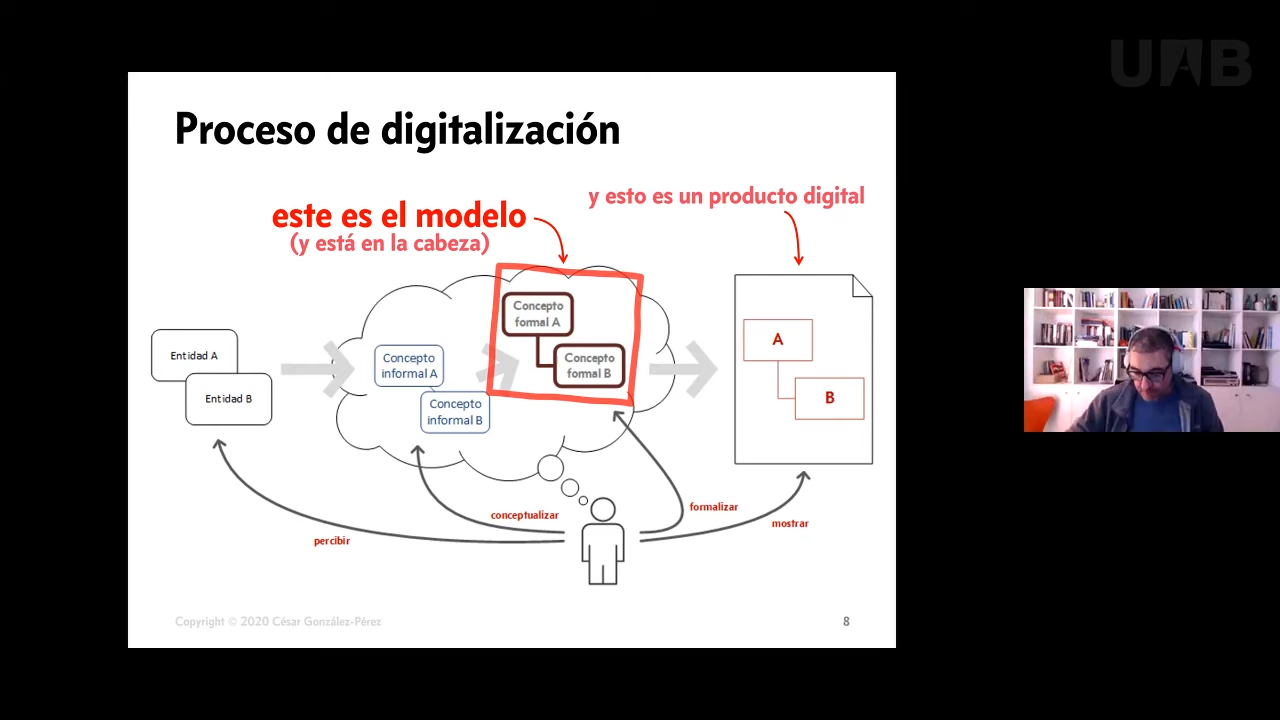 UAB
Proceso de digitalización
y esto es un producto digital
este es el modelo
(y está en la cabeza)
Concepto
formal A
Concepto
formal B
Entidad A
Entidad B
Concepto
informal A
Concepto
informal B
A
B
conceptualizar
formalizar
mostrar
percibir
Copyright © 2020 César González-Pérez
8